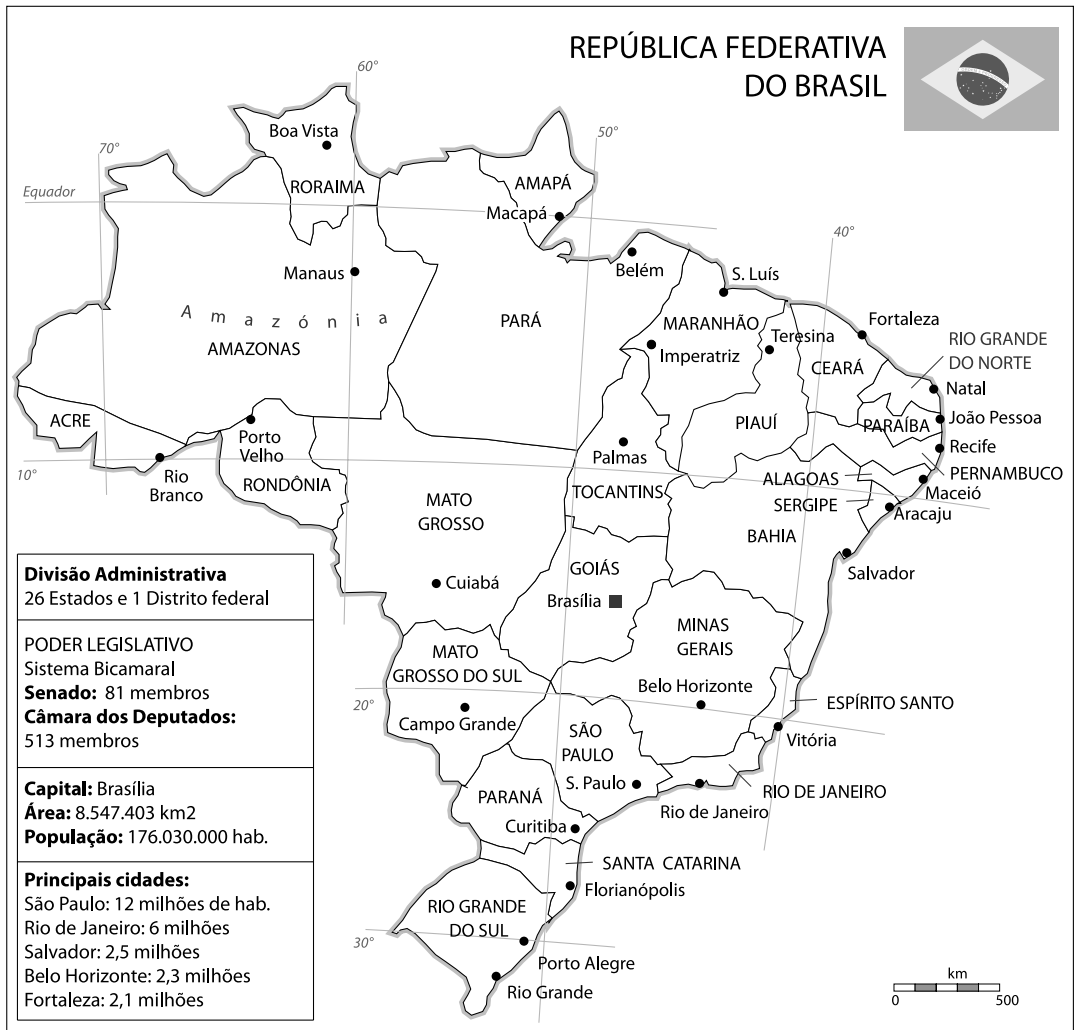 REPÚBLICA FEDERATIVA
DO BRASIL
60°
50°
70°
40°
Equador
Boa Vista
RORAIMA
AMAPÁ
Macapá
Manaus
Belém
S. Luís
Amazónia
AMAZONAS
PARÁ
MARANHÃO
Imperatriz
Teresina
Fortaleza
CEARÁ
RIO GRANDE
DO NORTE
Natal
ACRE
PIAUÍ
PARAÍBA
João Pessoa
Recife
PERNAMBUCO
Porto
Velho
Palmas
10°
Rio
Branco
RONDÔNIA
TOCANTINS
ALAGOAS
Maceió
SERGIPE
Aracaju
MATO
GROSSO
BAHIA
Salvador
Cuiabá
GOIÁS
Brasília
MINAS
GERAIS
Belo Horizonte
MATO
GROSSO DO SUL
20°
Campo Grande
ESPÍRITO SANTO
Vitória
SÃO
PAULO
S. Paulo
RIO DE JANEIRO
Rio de Janeiro
PARANÁ
Curitiba
SANTA CATARINA
Florianópolis
RIO GRANDE
DO SUL
30°
Porto Alegre
Rio Grande
Divisão Administrativa
26 Estados e 1 Distrito federal
PODER LEGISLATIVO
Sistema Bicamaral
Senado: 81 membros
Câmara dos Deputados:
513 membros
Capital: Brasília
Área: 8.547.403 km2
População: 176.030.000 hab.
Principais cidades:
São Paulo: 12 milhões de hab.
Rio de Janeiro: 6 milhões
Salvador: 2,5 milhões
Belo Horizonte: 2,3 milhões
Fortaleza: 2,1 milhões
km
0 500